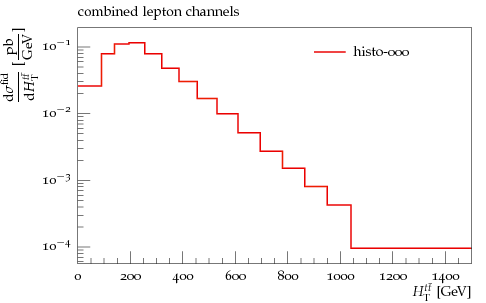 combined lepton channels
dσ^fid/dH_T^{tt̄} [pb/GeV]
histo-000
10^−1
10^−2
10^−3
10^−4
0 200 400 600 800 1000 1200 1400
H_T^{tt̄} [GeV]